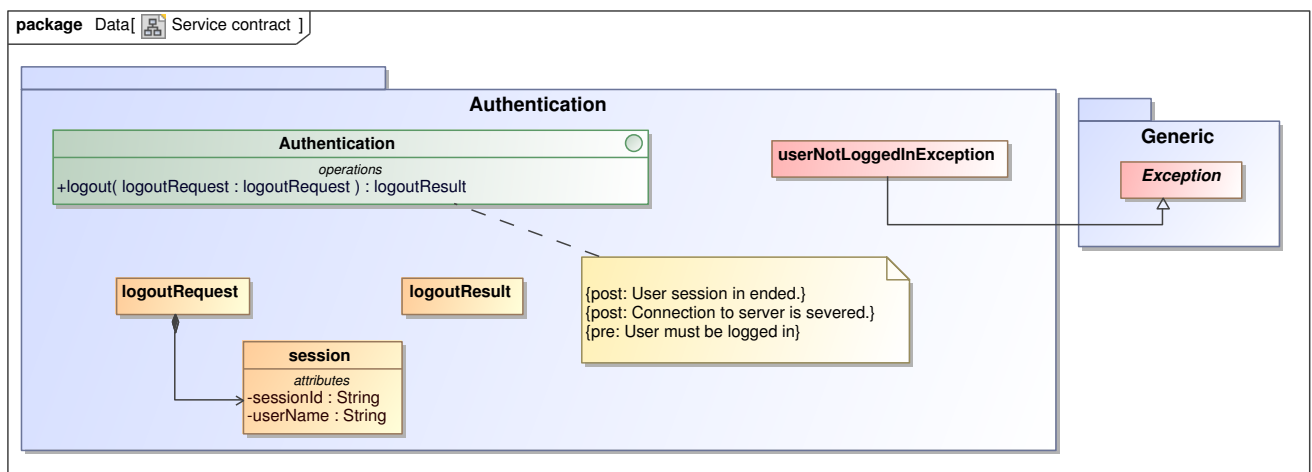 package Data[ Service contract ]
Authentication
Authentication
operations
+logout( logoutRequest : logoutRequest ) : logoutResult
userNotLoggedInException
Generic
Exception
logoutRequest
logoutResult
{post: User session in ended.}
{post: Connection to server is severed.}
{pre: User must be logged in}
session
attributes
-sessionId : String
-userName : String